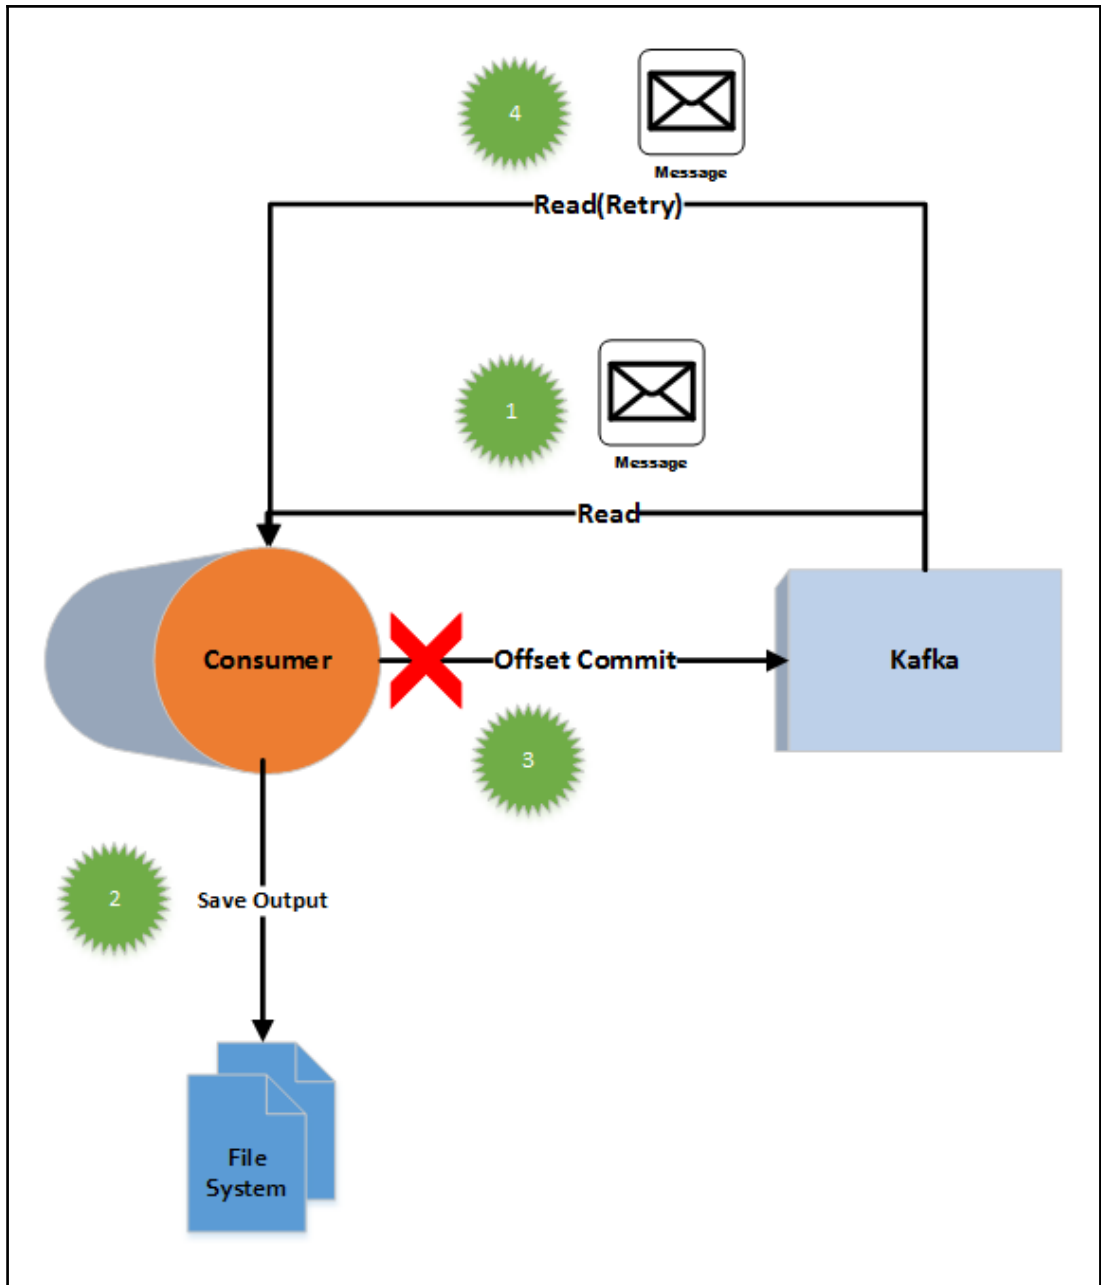 4
Message
Read(Retry)
1
Message
Read
Consumer
Offset Commit
Kafka
3
2
Save Output
File
System